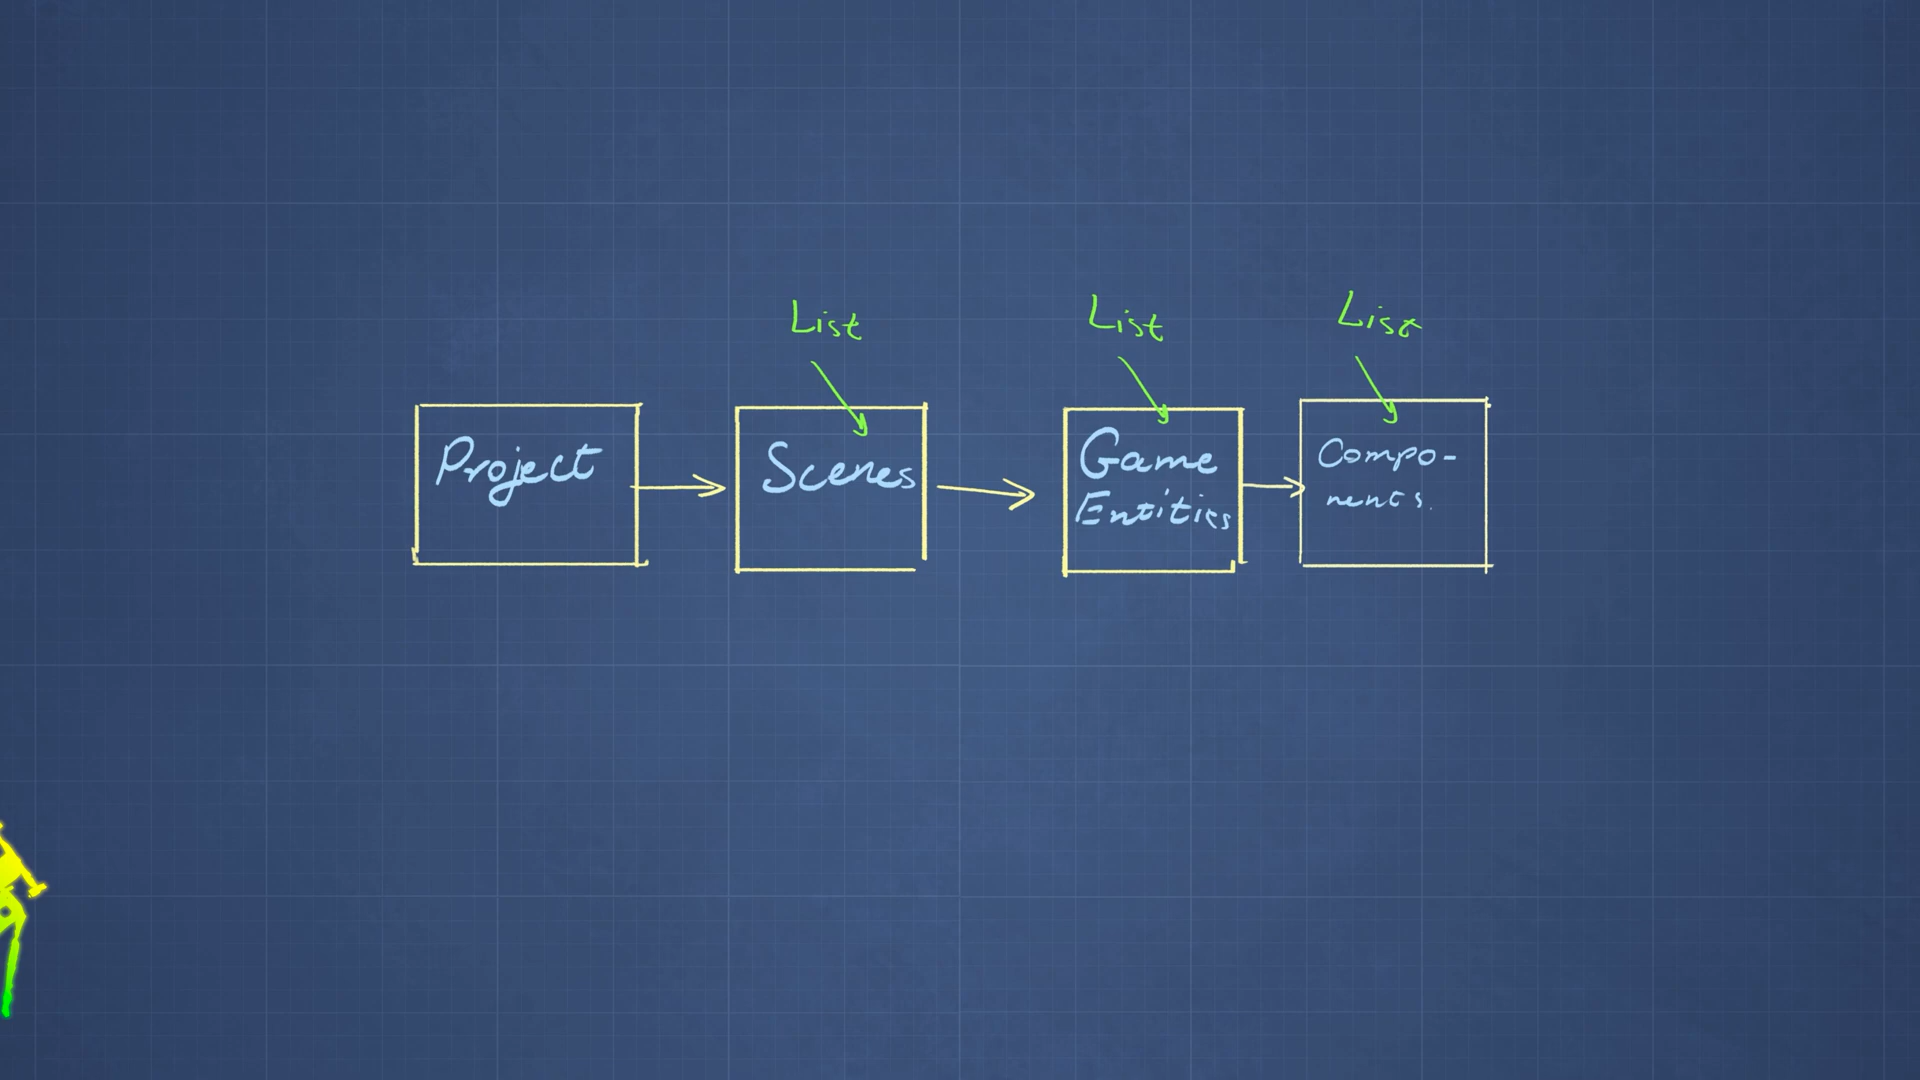 List
List
List
Project
Scenes
Game
Entities
Compo-
nents.